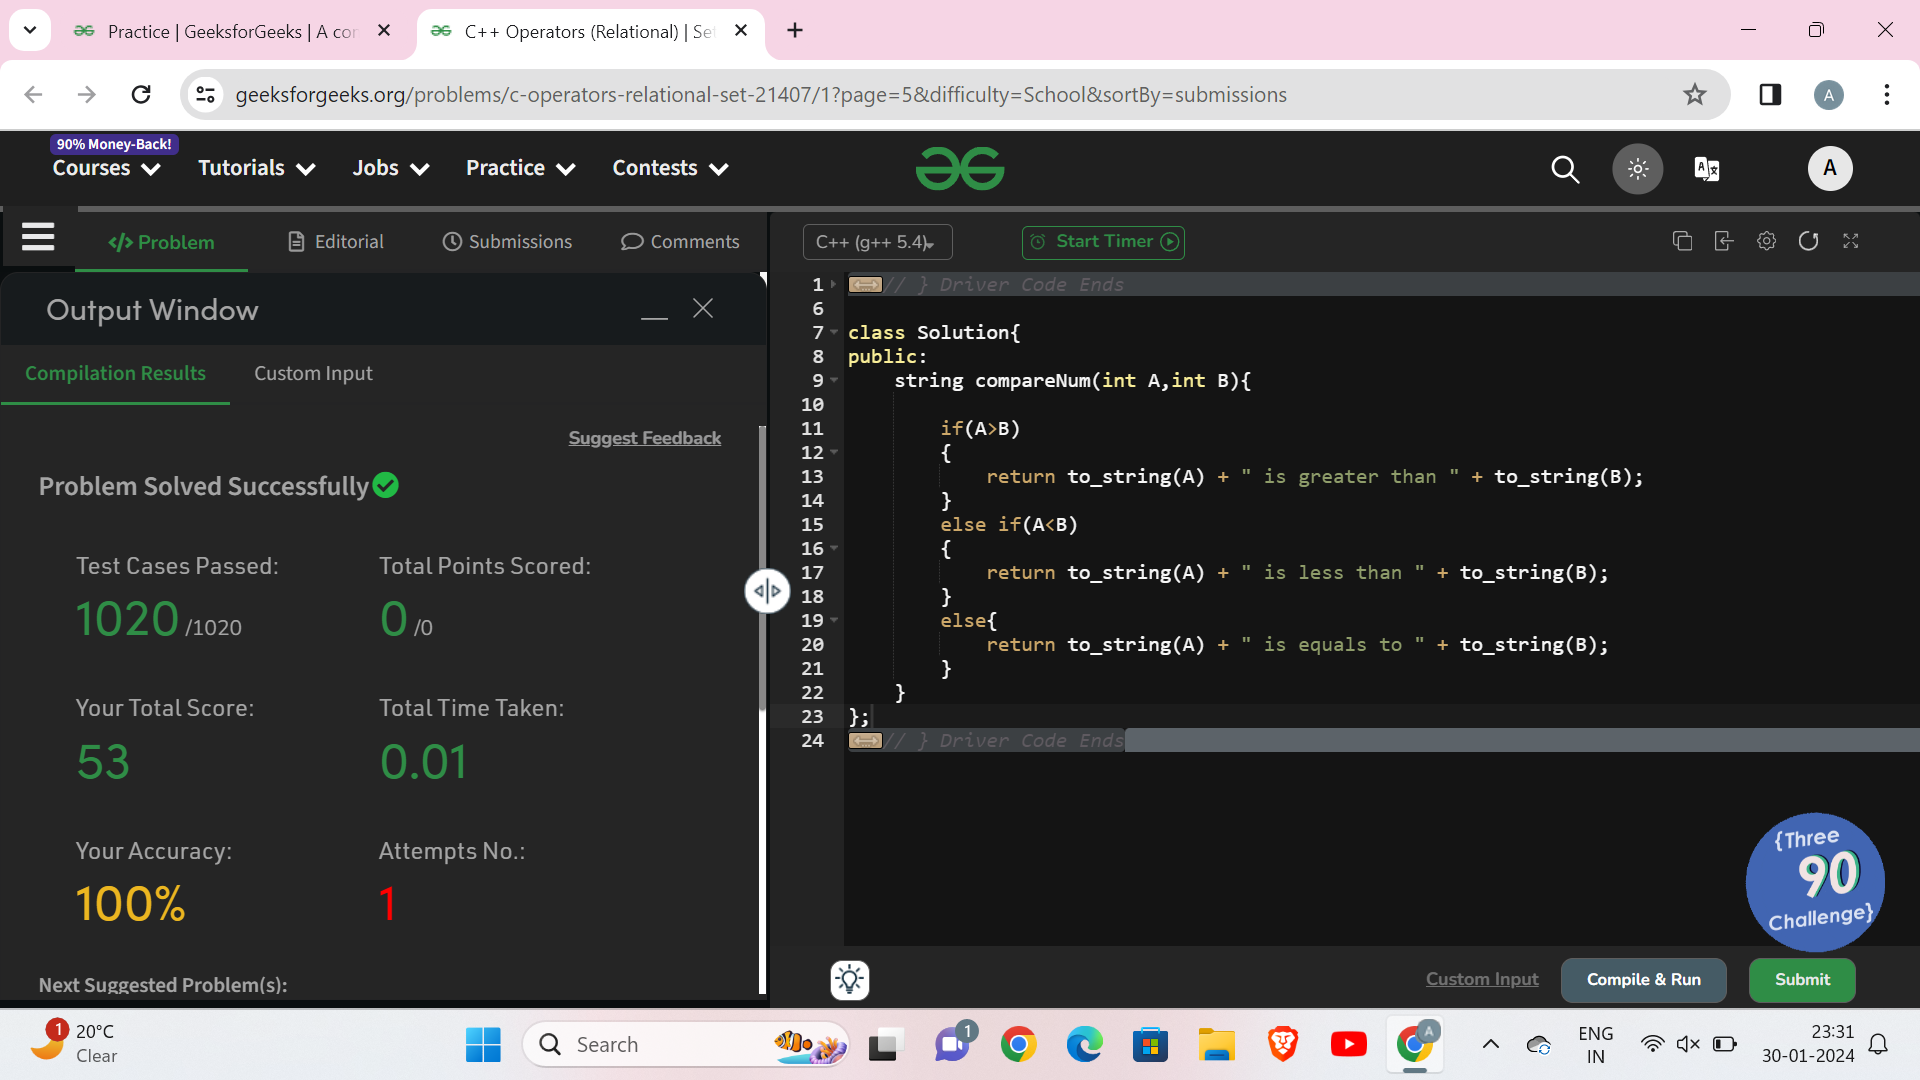 Practice | GeeksforGeeks | A con
C++ Operators (Relational) | Set
geeksforgeeks.org/problems/c-operators-relational-set-21407/1?page=5&difficulty=School&sortBy=submissions
A
90% Money-Back!
Courses
Tutorials
Jobs
Practice
Contests
A
Problem
Editorial
Submissions
Comments
Output Window
Compilation Results
Custom Input
Suggest Feedback
Problem Solved Successfully
Test Cases Passed:
1020 /1020
Total Points Scored:
0 /0
Your Total Score:
53
Total Time Taken:
0.01
Your Accuracy:
100%
Attempts No.:
1
Next Suggested Problem(s):
C++ (g++ 5.4)
Start Timer
1 // } Driver Code Ends
6
7 class Solution{
8 public:
9 string compareNum(int A,int B){
10
11 if(A>B)
12 {
13 return to_string(A) + " is greater than " + to_string(B);
14 }
15 else if(A<B)
16 {
17 return to_string(A) + " is less than " + to_string(B);
18 }
19 else{
20 return to_string(A) + " is equals to " + to_string(B);
21 }
22 }
23 };
24 // } Driver Code Ends
{Three
90
Challenge}
Custom Input
Compile & Run
Submit
1
20°C
Clear
Search
1
A
ENG
IN
23:31
30-01-2024